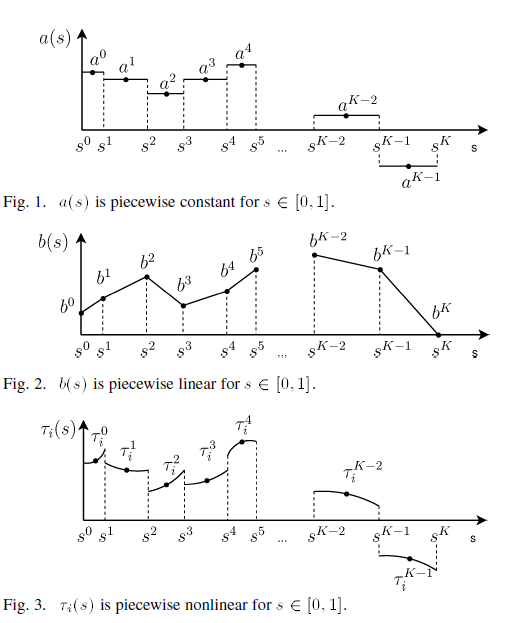 a(s)
a^0 a^1 a^2 a^3 a^4 a^{K-2}
s^0 s^1 s^2 s^3 s^4 s^5 ... s^{K-2} s^{K-1} s^K s
a^{K-1}
Fig. 1. a(s) is piecewise constant for s ∈ [0, 1].
b(s)
b^0 b^1 b^2 b^3 b^4 b^5 b^{K-2} b^{K-1} b^K
s^0 s^1 s^2 s^3 s^4 s^5 ... s^{K-2} s^{K-1} s^K s
Fig. 2. b(s) is piecewise linear for s ∈ [0, 1].
τ_i(s)
τ_i^0 τ_i^1 τ_i^2 τ_i^3 τ_i^4 τ_i^{K-2}
s^0 s^1 s^2 s^3 s^4 s^5 ... s^{K-2} s^{K-1} s^K s
τ_i^{K-1}
Fig. 3. τ_i(s) is piecewise nonlinear for s ∈ [0, 1].